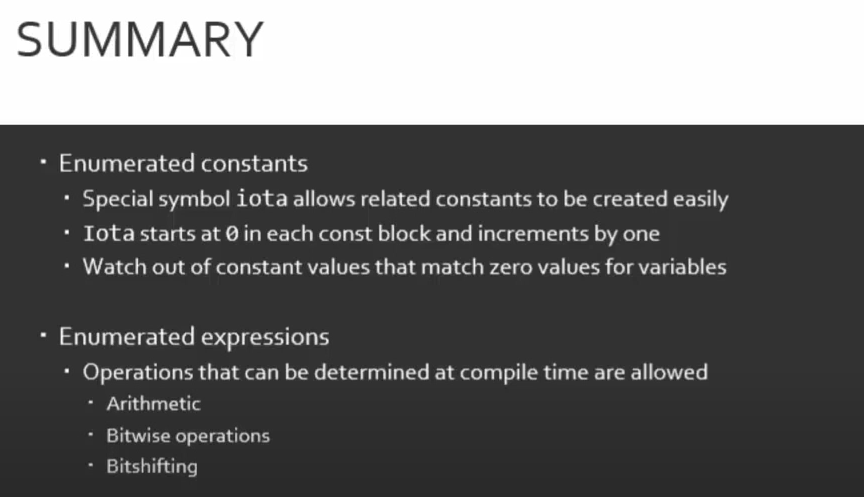 SUMMARY
▪ Enumerated constants
▪ Special symbol iota allows related constants to be created easily
▪ Iota starts at 0 in each const block and increments by one
▪ Watch out of constant values that match zero values for variables
▪ Enumerated expressions
▪ Operations that can be determined at compile time are allowed
▪ Arithmetic
▪ Bitwise operations
▪ Bitshifting